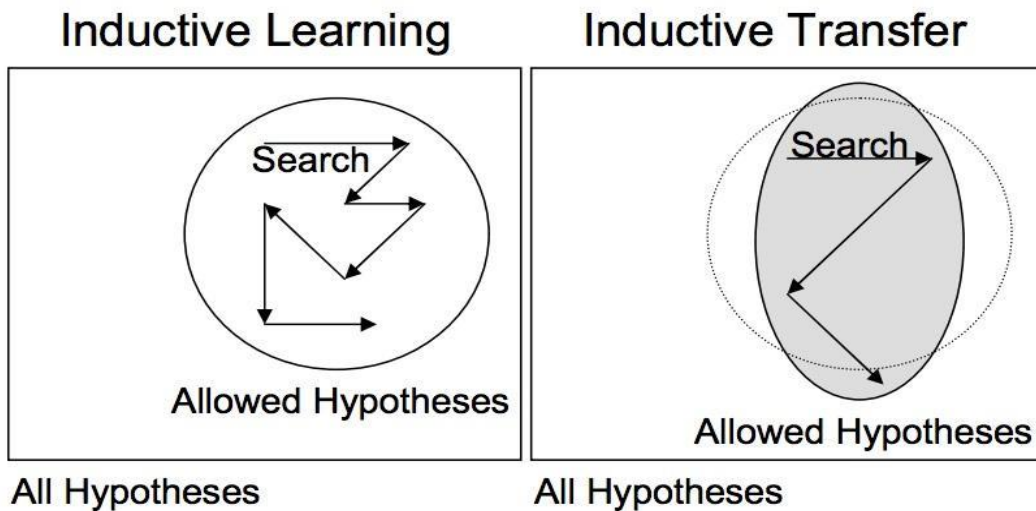 Inductive Learning
Search
Allowed Hypotheses
All Hypotheses
Inductive Transfer
Search
Allowed Hypotheses
All Hypotheses